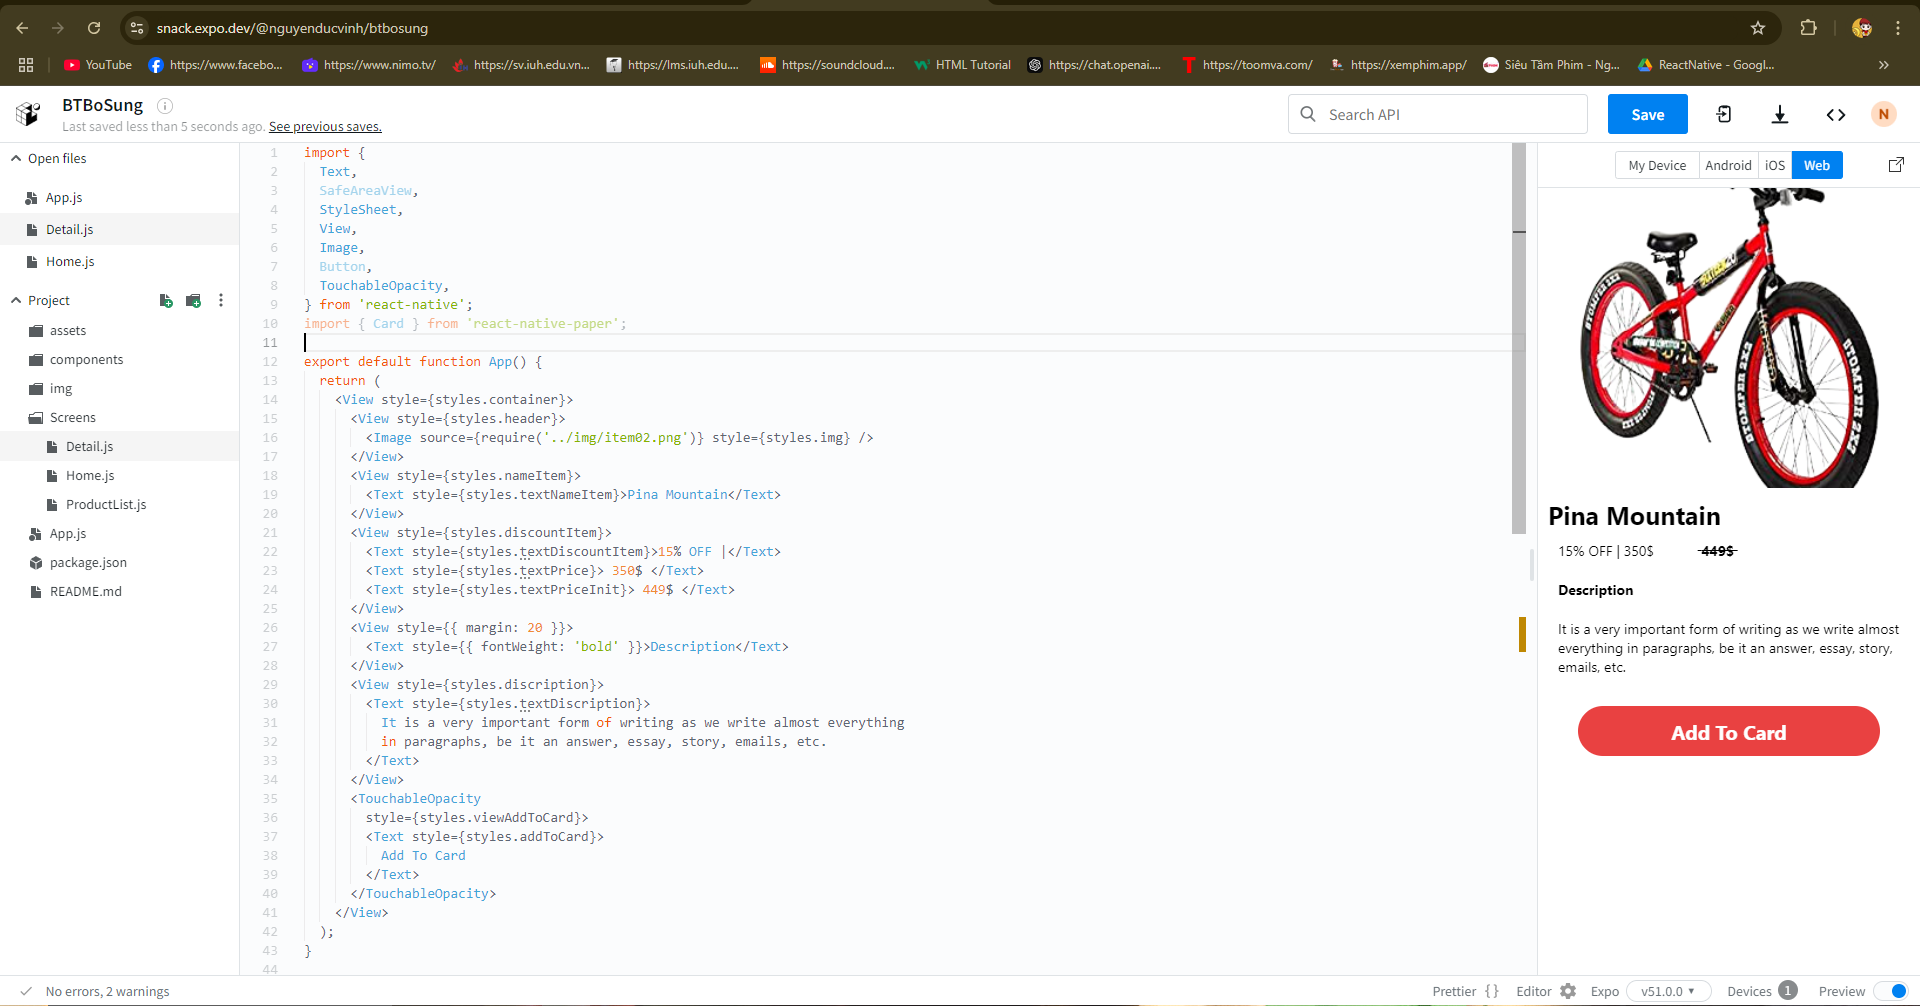 snack.expo.dev/@nguyenducvinh/btbosung
YouTube
https://www.facebo...
https://www.nimo.tv/
https://sv.iuh.edu.vn...
https://lms.iuh.edu....
https://soundcloud....
HTML Tutorial
https://chat.openai....
https://toomva.com/
https://xemphim.app/
Siêu Tầm Phim - Ng...
ReactNative - Googl...
BTBoSung
Last saved less than 5 seconds ago. See previous saves.
Search API
Save
N
Open files
App.js
Detail.js
Home.js
Project
assets
components
img
Screens
Detail.js
Home.js
ProductList.js
App.js
package.json
README.md
1 import {
2 Text,
3 SafeAreaView,
4 StyleSheet,
5 View,
6 Image,
7 Button,
8 TouchableOpacity,
9 } from 'react-native';
10 import { Card } from 'react-native-paper';
11
12 export default function App() {
13 return (
14 <View style={styles.container}>
15 <View style={styles.header}>
16 <Image source={require('../img/item02.png')} style={styles.img} />
17 </View>
18 <View style={styles.nameItem}>
19 <Text style={styles.textNameItem}>Pina Mountain</Text>
20 </View>
21 <View style={styles.discountItem}>
22 <Text style={styles.textDiscountItem}>15% OFF |</Text>
23 <Text style={styles.textPrice}> 350$ </Text>
24 <Text style={styles.textPriceInit}> 449$ </Text>
25 </View>
26 <View style={{ margin: 20 }}>
27 <Text style={{ fontWeight: 'bold' }}>Description</Text>
28 </View>
29 <View style={styles.discription}>
30 <Text style={styles.textDiscription}>
31 It is a very important form of writing as we write almost everything
32 in paragraphs, be it an answer, essay, story, emails, etc.
33 </Text>
34 </View>
35 <TouchableOpacity
36 style={styles.viewAddToCard}>
37 <Text style={styles.addToCard}>
38 Add To Card
39 </Text>
40 </TouchableOpacity>
41 </View>
42 );
43 }
44
My Device
Android
iOS
Web
STOMPER 2X2
STOMPER 2X2
Pina Mountain
15% OFF | 350$ 449$
Description
It is a very important form of writing as we write almost
everything in paragraphs, be it an answer, essay, story,
emails, etc.
Add To Card
No errors, 2 warnings
Prettier {}
Editor
Expo
v51.0.0
Devices 1
Preview